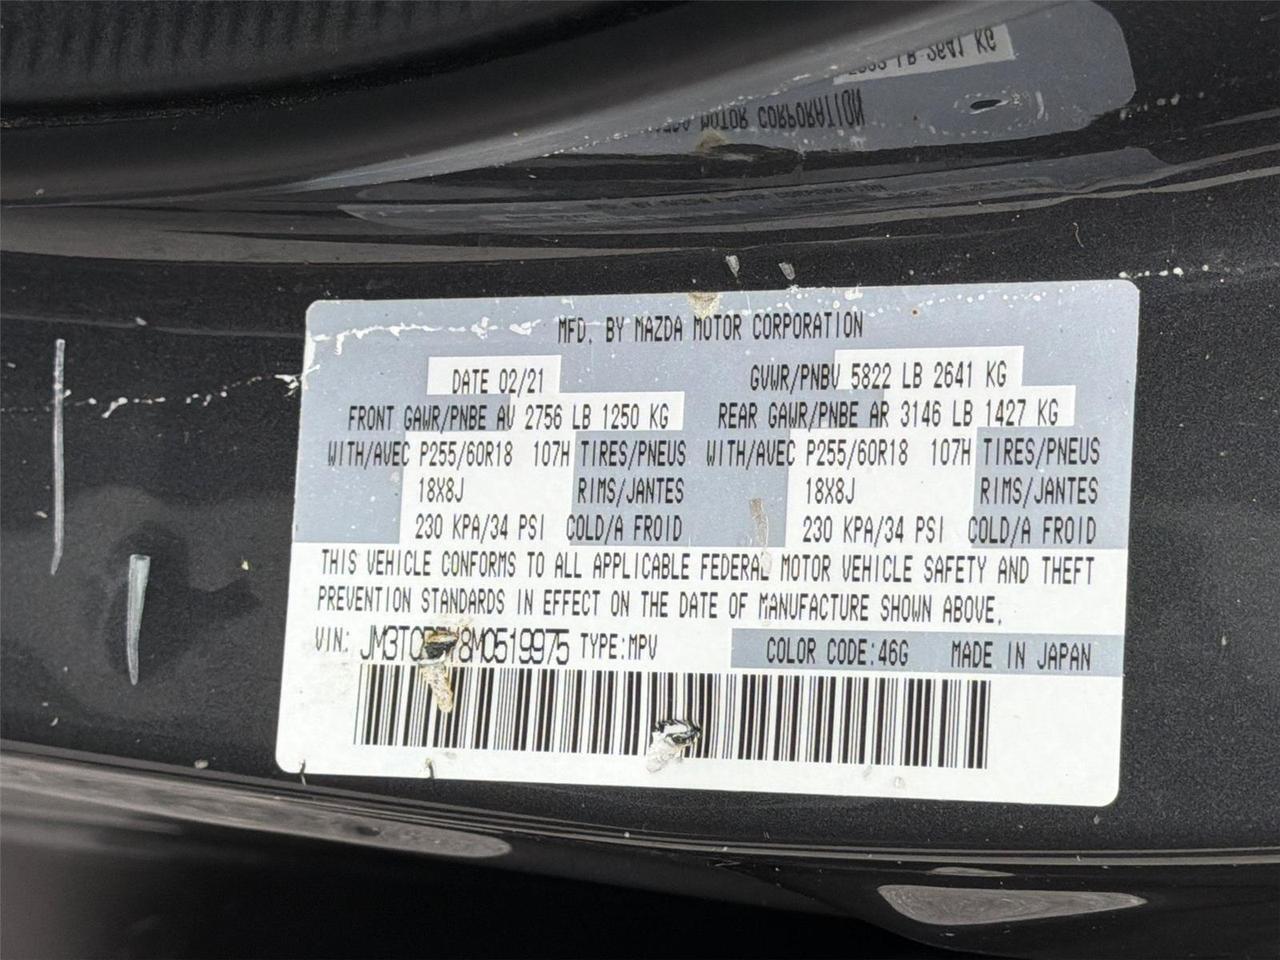 MFD. BY MAZDA MOTOR CORPORATION
DATE 02/21 GVWR/PNBV 5822 LB 2641 KG
FRONT GAWR/PNBE AV 2756 LB 1250 KG REAR GAWR/PNBE AR 3146 LB 1427 KG
WITH/AVEC P255/60R18 107H TIRES/PNEUS WITH/AVEC P255/60R18 107H TIRES/PNEUS
18X8J RIMS/JANTES 18X8J RIMS/JANTES
230 KPA/34 PSI COLD/A FROID 230 KPA/34 PSI COLD/A FROID
THIS VEHICLE CONFORMS TO ALL APPLICABLE FEDERAL MOTOR VEHICLE SAFETY AND THEFT
PREVENTION STANDARDS IN EFFECT ON THE DATE OF MANUFACTURE SHOWN ABOVE.
VIN: TYPE:MPV COLOR CODE:46G MADE IN JAPAN